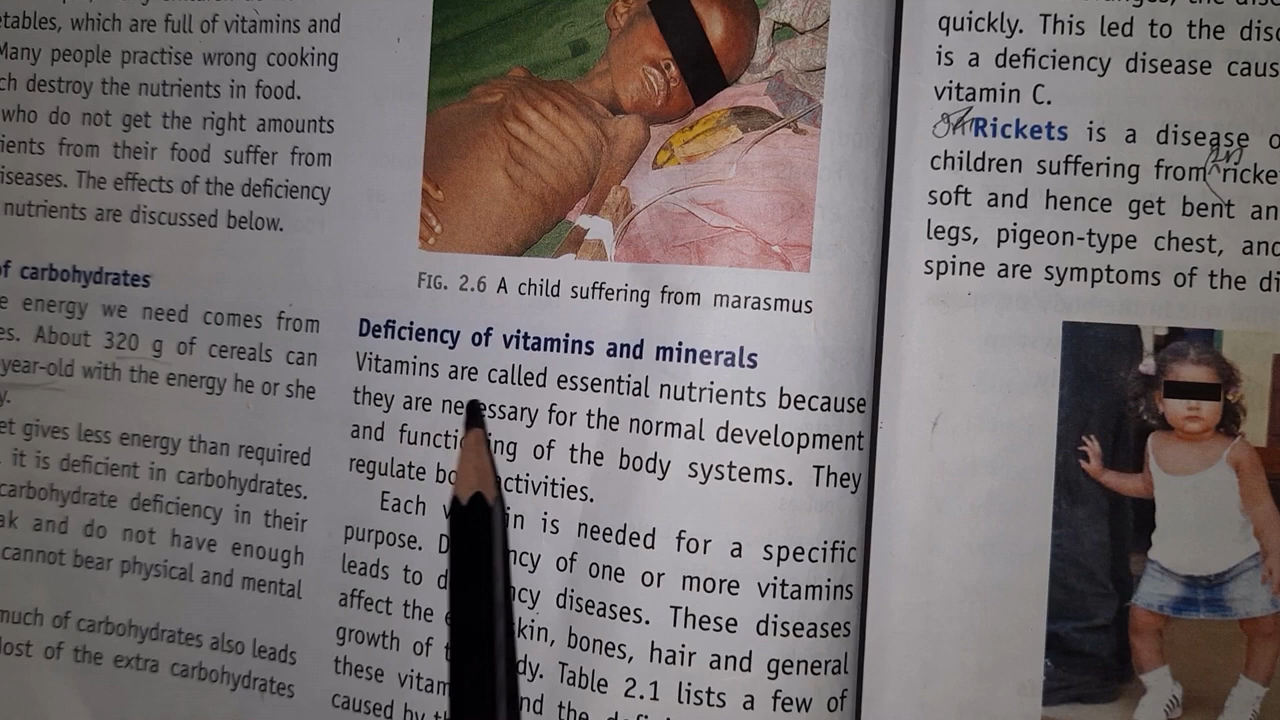 etables, which are full of vitamins and
Many people practise wrong cooking
ch destroy the nutrients in food.
who do not get the right amounts
ients from their food suffer from
iseases. The effects of the deficiency
nutrients are discussed below.
of carbohydrates
e energy we need comes from
es. About 320 g of cereals can
year-old with the energy he or she
y.
et gives less energy than required
it is deficient in carbohydrates.
carbohydrate deficiency in their
ak and do not have enough
cannot bear physical and mental
much of carbohydrates also leads
lost of the extra carbohydrates
FIG. 2.6 A child suffering from marasmus
Deficiency of vitamins and minerals
Vitamins are called essential nutrients because
they are necessary for the normal development
and functioning of the body systems. They
regulate bo activities.
Each v in is needed for a specific
purpose. D ncy of one or more vitamins
leads to d ncy diseases. These diseases
affect the kin, bones, hair and general
growth of t dy. Table 2.1 lists a few of
these vitam nd the
caused by th
quickly. This led to the disc
is a deficiency disease caus
vitamin C.
Rickets is a disease o
in
children suffering from ricke
soft and hence get bent an
legs, pigeon-type chest, and
spine are symptoms of the di